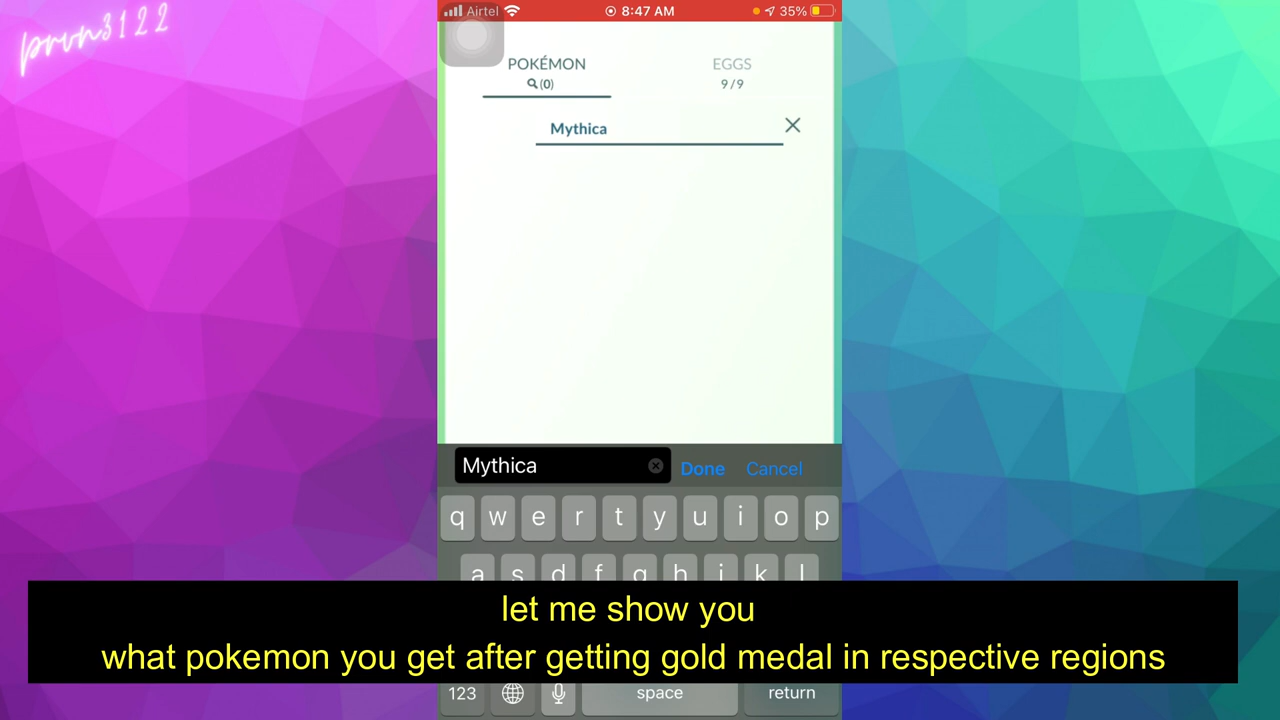 prvn3122
Airtel 8:47 AM 35%
POKÉMON EGGS
(0) 9/9
Mythica
Mythica Done Cancel
q w e r t y u i o p
a s d f g h j k l
let me show you
what pokemon you get after getting gold medal in respective regions
123 space return